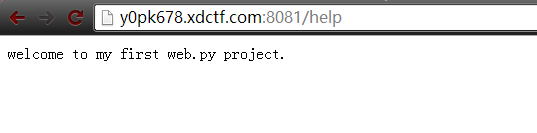 y0pk678.xdctf.com:8081/help
welcome to my first web.py project.